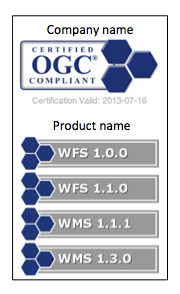 Company name
CERTIFIED
OGC®
COMPLIANT
Certification Valid: 2013-07-16
Product name
WFS 1.0.0
WFS 1.1.0
WMS 1.1.1
WMS 1.3.0